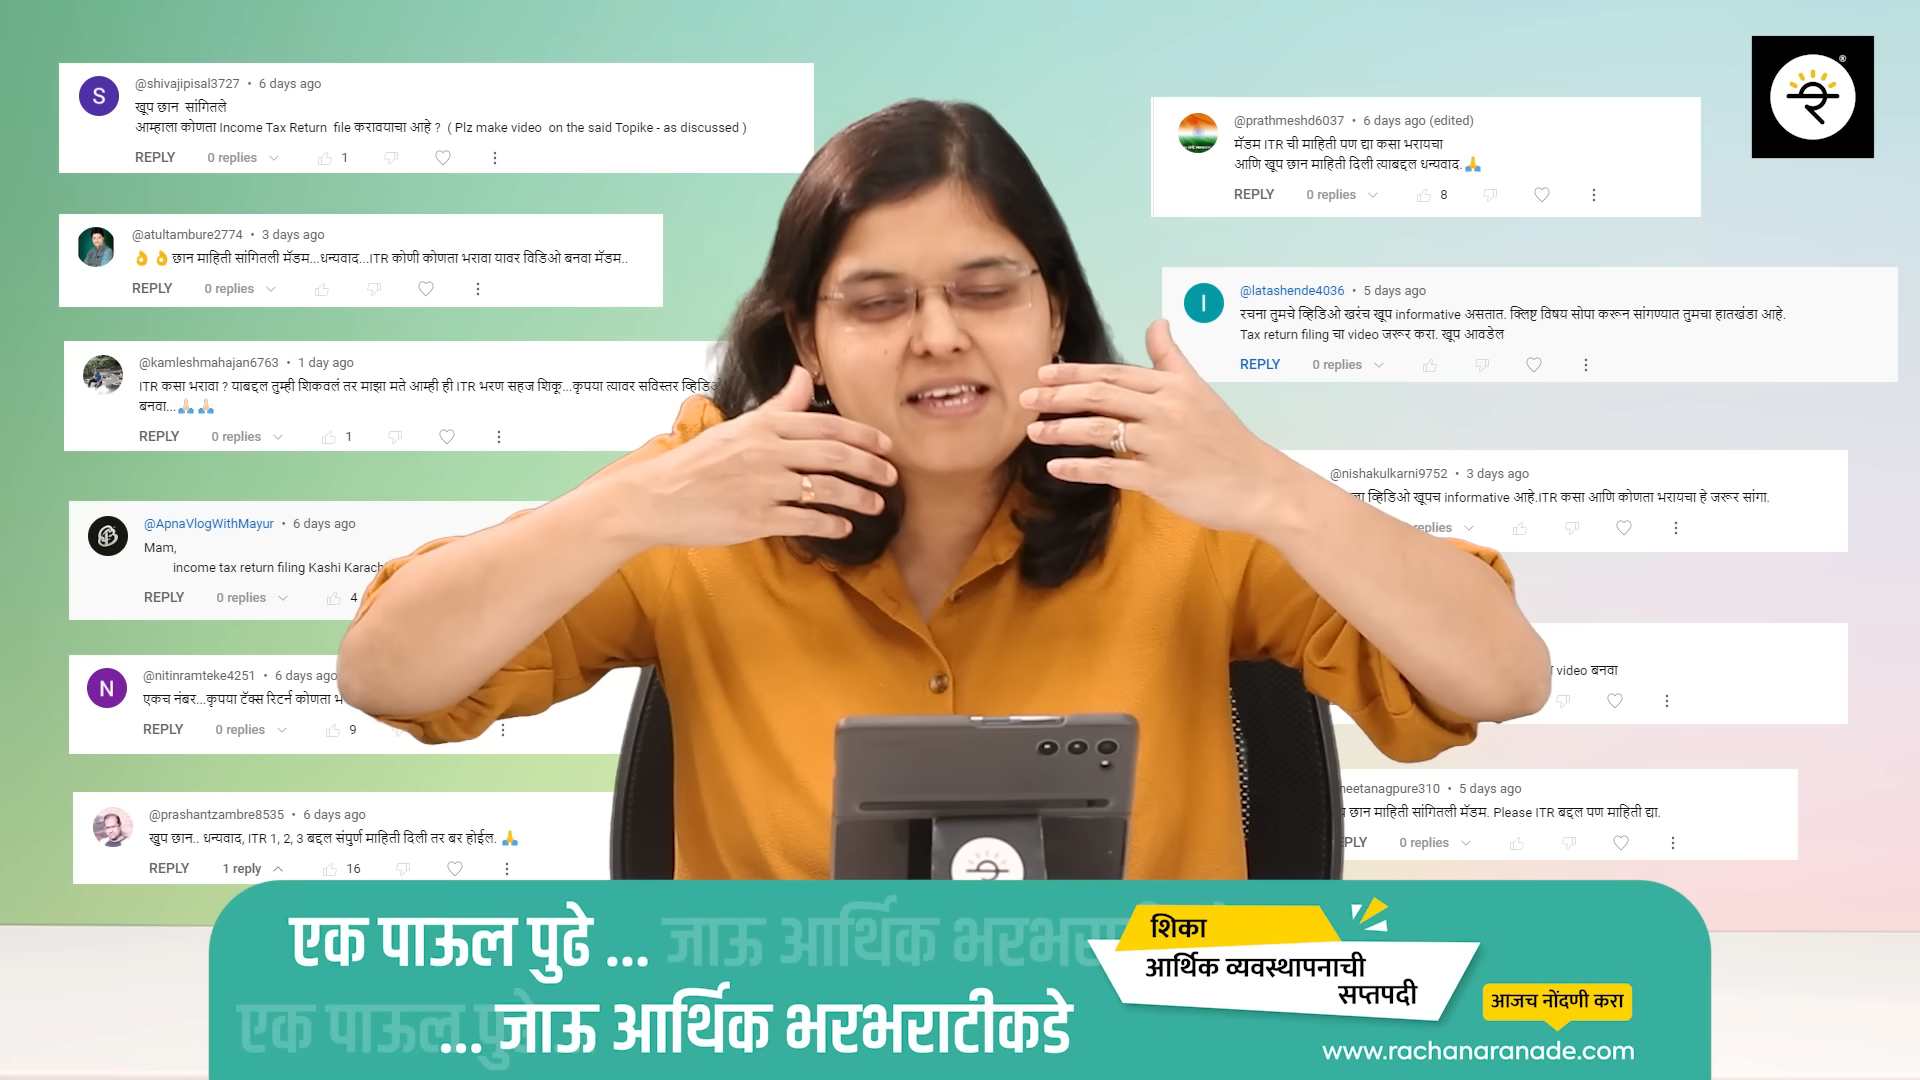 @shivajipisal3727 • 6 days ago
खूप छान सांगितले
आम्हाला कोणता Income Tax Return file करावयाचा आहे ? ( Plz make video on the said Topike - as discussed )
REPLY 0 replies 1
@atultambure2774 • 3 days ago
👌👌छान माहिती सांगितली मॅडम...धन्यवाद...ITR कोणी कोणता भरावा यावर विडिओ बनवा मॅडम..
REPLY 0 replies
@kamleshmahajan6763 • 1 day ago
ITR कसा भरावा ? याबद्दल तुम्ही शिकवलं तर माझा मते आम्ही ही ITR भरण सहज शिकू...कृपया त्यावर सविस्तर व्हिडिओ
बनवा...🙏🙏
REPLY 0 replies 1
@ApnaVlogWithMayur • 6 days ago
Mam,
income tax return filing Kashi
REPLY 0 replies 4
@nitinramteke4251 • 6 days ago
एकच नंबर...कृपया टॅक्स रिटर्न कोणता
REPLY 0 replies 9
@prashantzambre8535 • 6 days ago
खुप छान.. धन्यवाद, ITR 1, 2, 3 बद्दल संपुर्ण माहिती दिली तर बर होईल. 🙏
REPLY 1 reply 16
@prathmeshd6037 • 6 days ago (edited)
मॅडम ITR ची माहिती पण द्या कसा भरायचा
आणि खूप छान माहिती दिली त्याबद्दल धन्यवाद.🙏
REPLY 0 replies 8
@latashende4036 • 5 days ago
रचना तुमचे व्हिडिओ खरंच खूप informative असतात. क्लिष्ट विषय सोपा करून सांगण्यात तुमचा हातखंडा आहे.
Tax return filing चा video जरूर करा. खूप आवडेल
REPLY 0 replies
@nishakulkarni9752 • 3 days ago
व्हिडिओ खूपच informative आहे.ITR कसा आणि कोणता भरायचा हे जरूर सांगा.
replies
video बनवा
neetanagpure310 • 5 days ago
छान माहिती सांगितली मॅडम. Please ITR बद्दल पण माहिती द्या.
PLY 0 replies
एक पाऊल पुढे ... जाऊ आर्थिक
एक पाऊल पुढे
... जाऊ आर्थिक भरभराटीकडे
शिका
आर्थिक व्यवस्थापनाची
सप्तपदी
आजच नोंदणी करा
www.rachanaranade.com